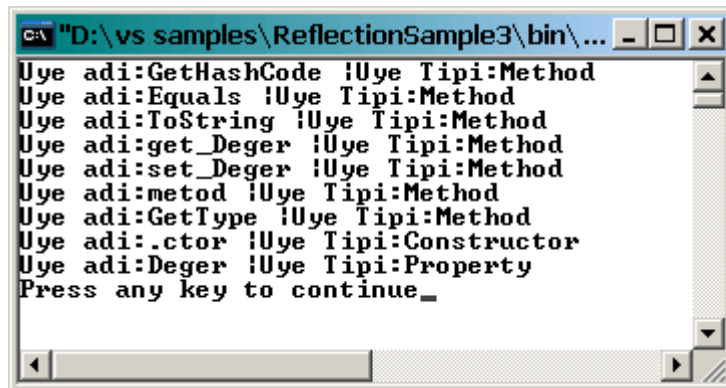 "D:\vs samples\ReflectionSample3\bin\...
Uye adi:GetHashCode |Uye Tipi:Method
Uye adi:Equals |Uye Tipi:Method
Uye adi:ToString |Uye Tipi:Method
Uye adi:get_Deger |Uye Tipi:Method
Uye adi:set_Deger |Uye Tipi:Method
Uye adi:metod |Uye Tipi:Method
Uye adi:GetType |Uye Tipi:Method
Uye adi:.ctor |Uye Tipi:Constructor
Uye adi:Deger |Uye Tipi:Property
Press any key to continue_